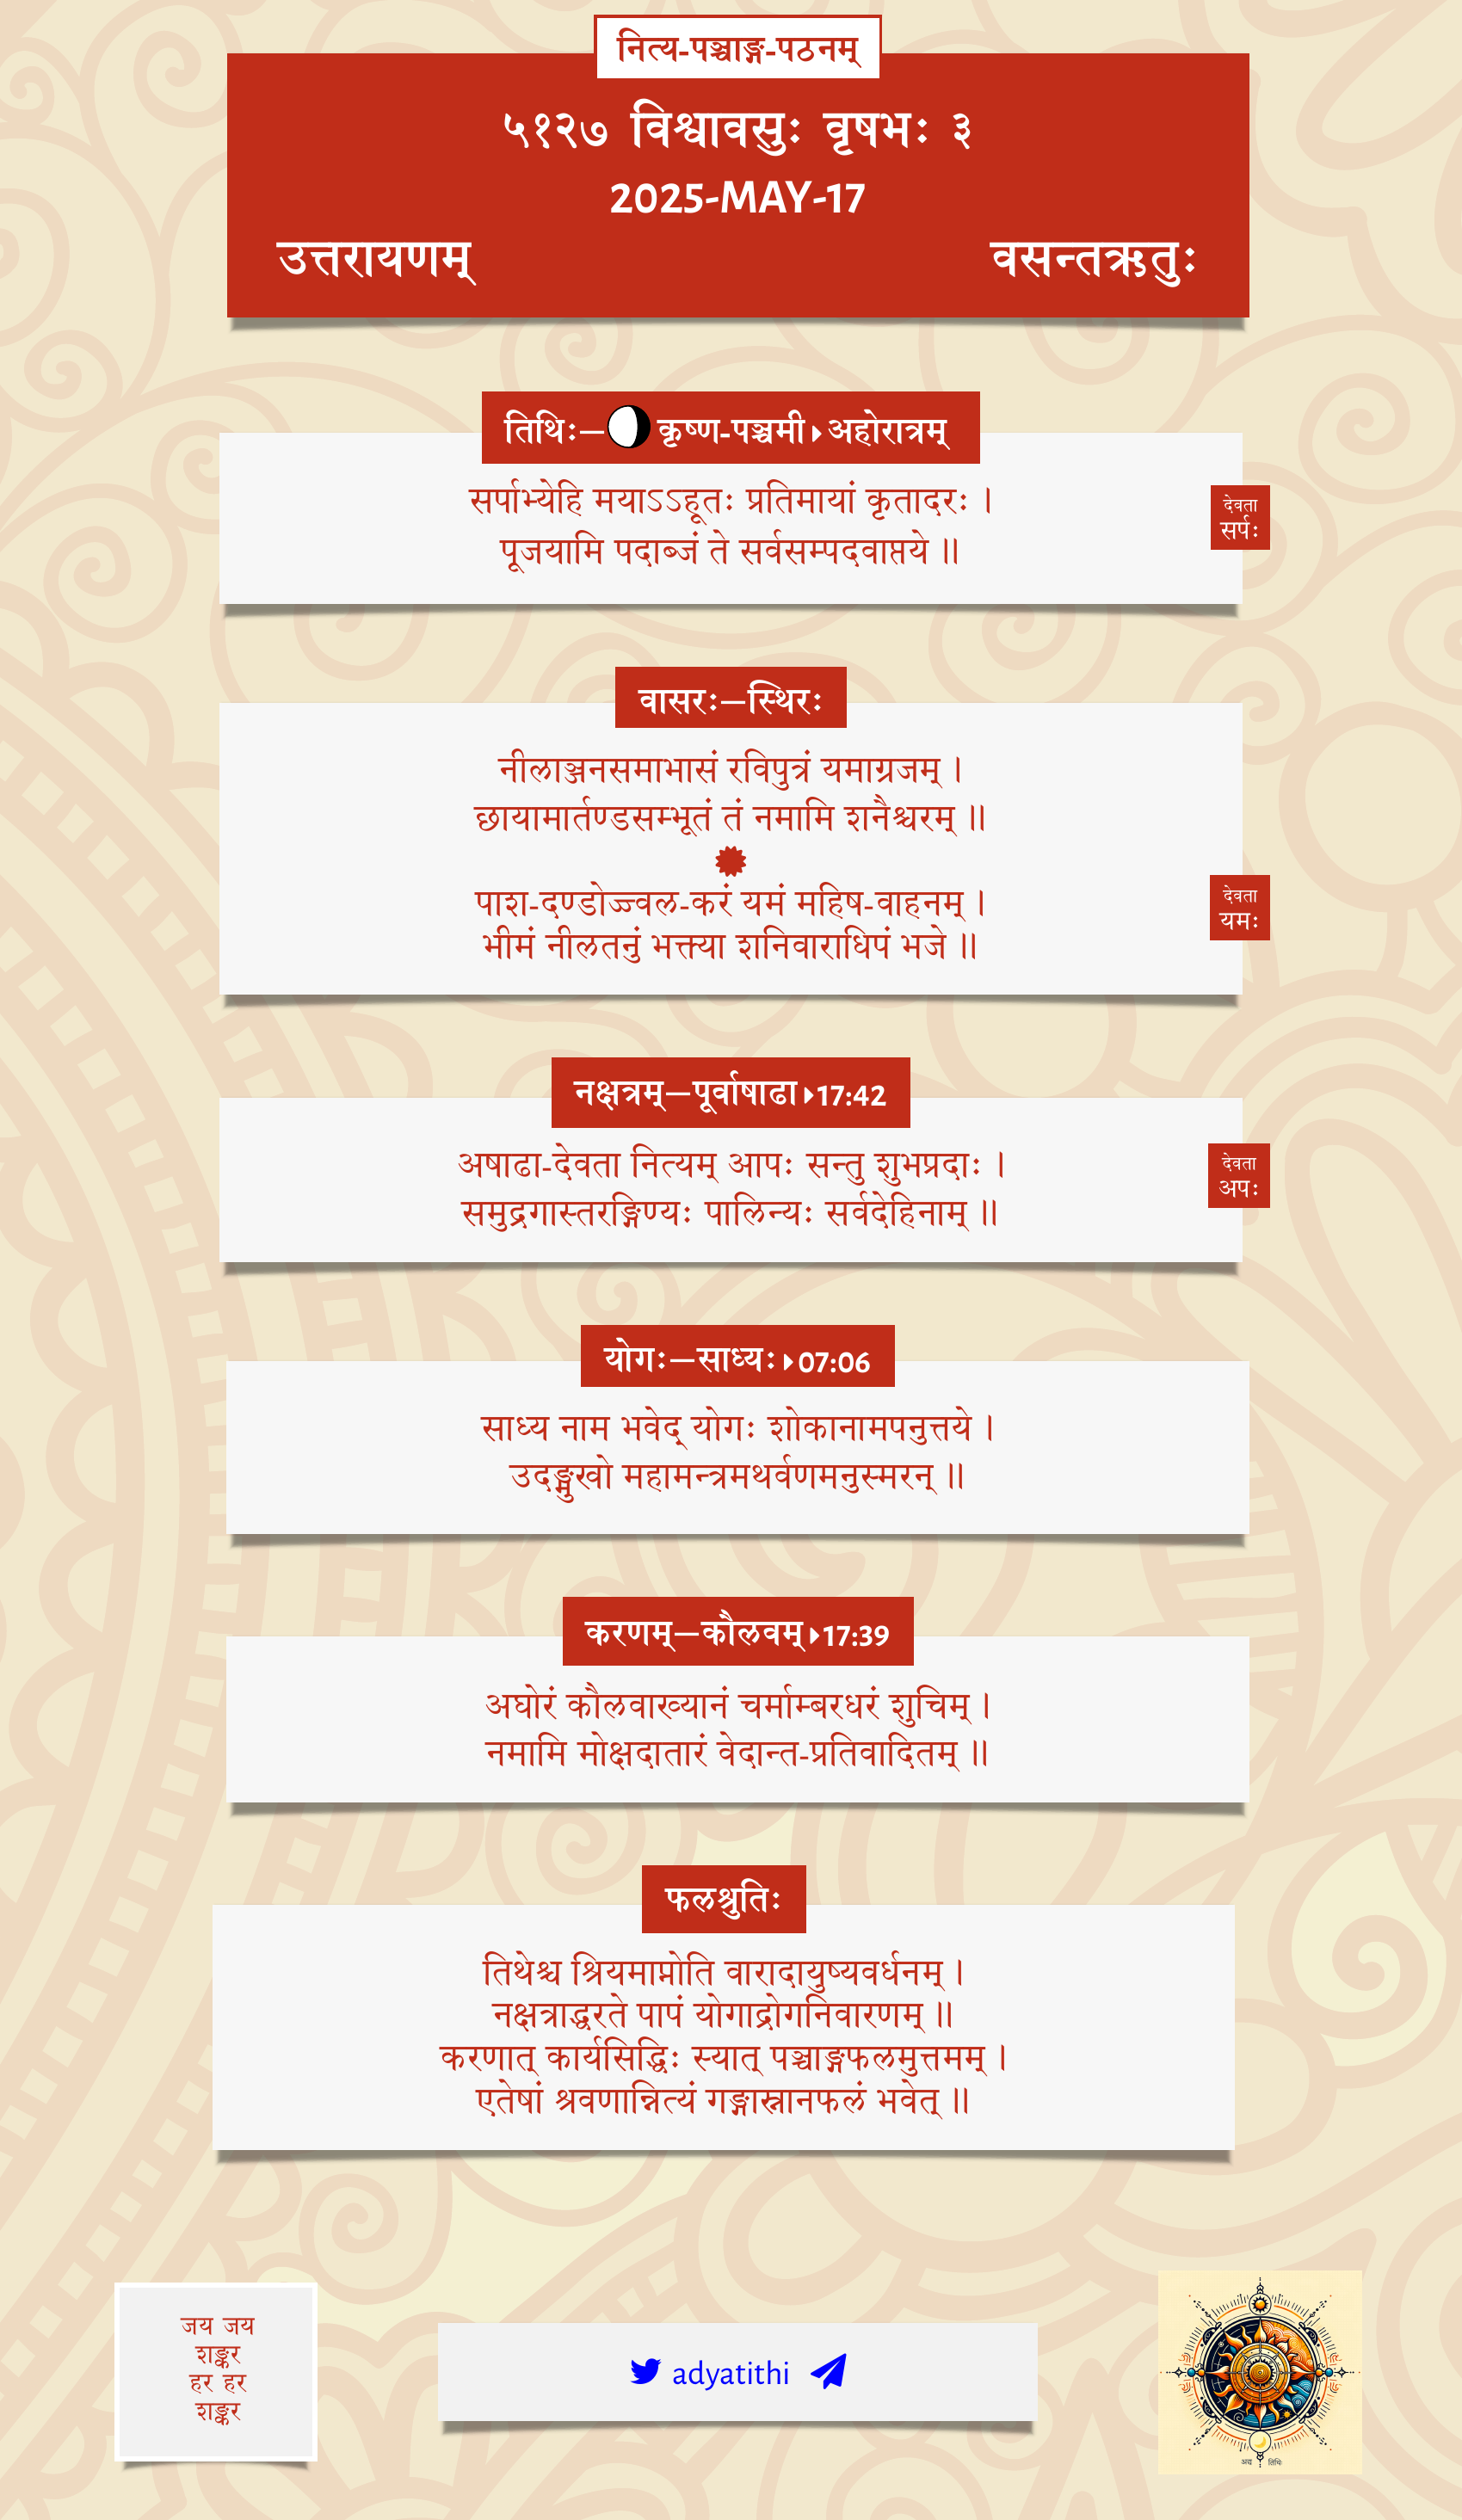 नित्य-पञ्चाङ्ग-पठनम्
५१२७ विश्वावसुः वृषभः ३
2025-MAY-17
उत्तरायणम् वसन्तऋतुः
तिथिः—कृष्ण-पञ्चमी अहोरात्रम्
सर्पाभ्येहि मयाऽऽहूतः प्रतिमायां कृतादरः ।
पूजयामि पदाब्जं ते सर्वसम्पदवाप्तये ॥
देवता
सर्पः
वासरः—स्थिरः
नीलाञ्जनसमाभासं रविपुत्रं यमाग्रजम् ।
छायामार्तण्डसम्भूतं तं नमामि शनैश्चरम् ॥
पाश-दण्डोज्ज्वल-करं यमं महिष-वाहनम् ।
भीमं नीलतनुं भक्त्या शनिवाराधिपं भजे ॥
देवता
यमः
नक्षत्रम्—पूर्वाषाढा 17:42
अषाढा-देवता नित्यम् आपः सन्तु शुभप्रदाः ।
समुद्रगास्तरङ्गिण्यः पालिन्यः सर्वदेहिनाम् ॥
देवता
अपः
योगः—साध्यः 07:06
साध्य नाम भवेद् योगः शोकानामपनुत्तये ।
उदङ्मुखो महामन्त्रमथर्वणमनुस्मरन् ॥
करणम्—कौलवम् 17:39
अघोरं कौलवाख्यानं चर्माम्बरधरं शुचिम् ।
नमामि मोक्षदातारं वेदान्त-प्रतिवादितम् ॥
फलश्रुतिः
तिथेश्च श्रियमाप्नोति वारादायुष्यवर्धनम् ।
नक्षत्राद्धरते पापं योगाद्रोगनिवारणम् ॥
करणात् कार्यसिद्धिः स्यात् पञ्चाङ्गफलमुत्तमम् ।
एतेषां श्रवणान्नित्यं गङ्गास्नानफलं भवेत् ॥
जय जय
शङ्कर
हर हर
शङ्कर
adyatithi
अद्य तिथिः